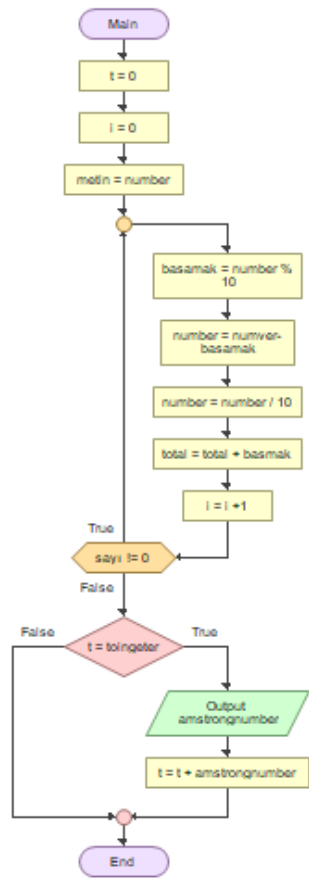 Main
t = 0
i = 0
metin = number
basamak = number %
10
number = numver-
basamak
number = number / 10
total = total + basmak
i = i +1
True
sayı != 0
False
False
True
t = tointgeter
Output
amstrongnumber
t = t + amstrongnumber
End